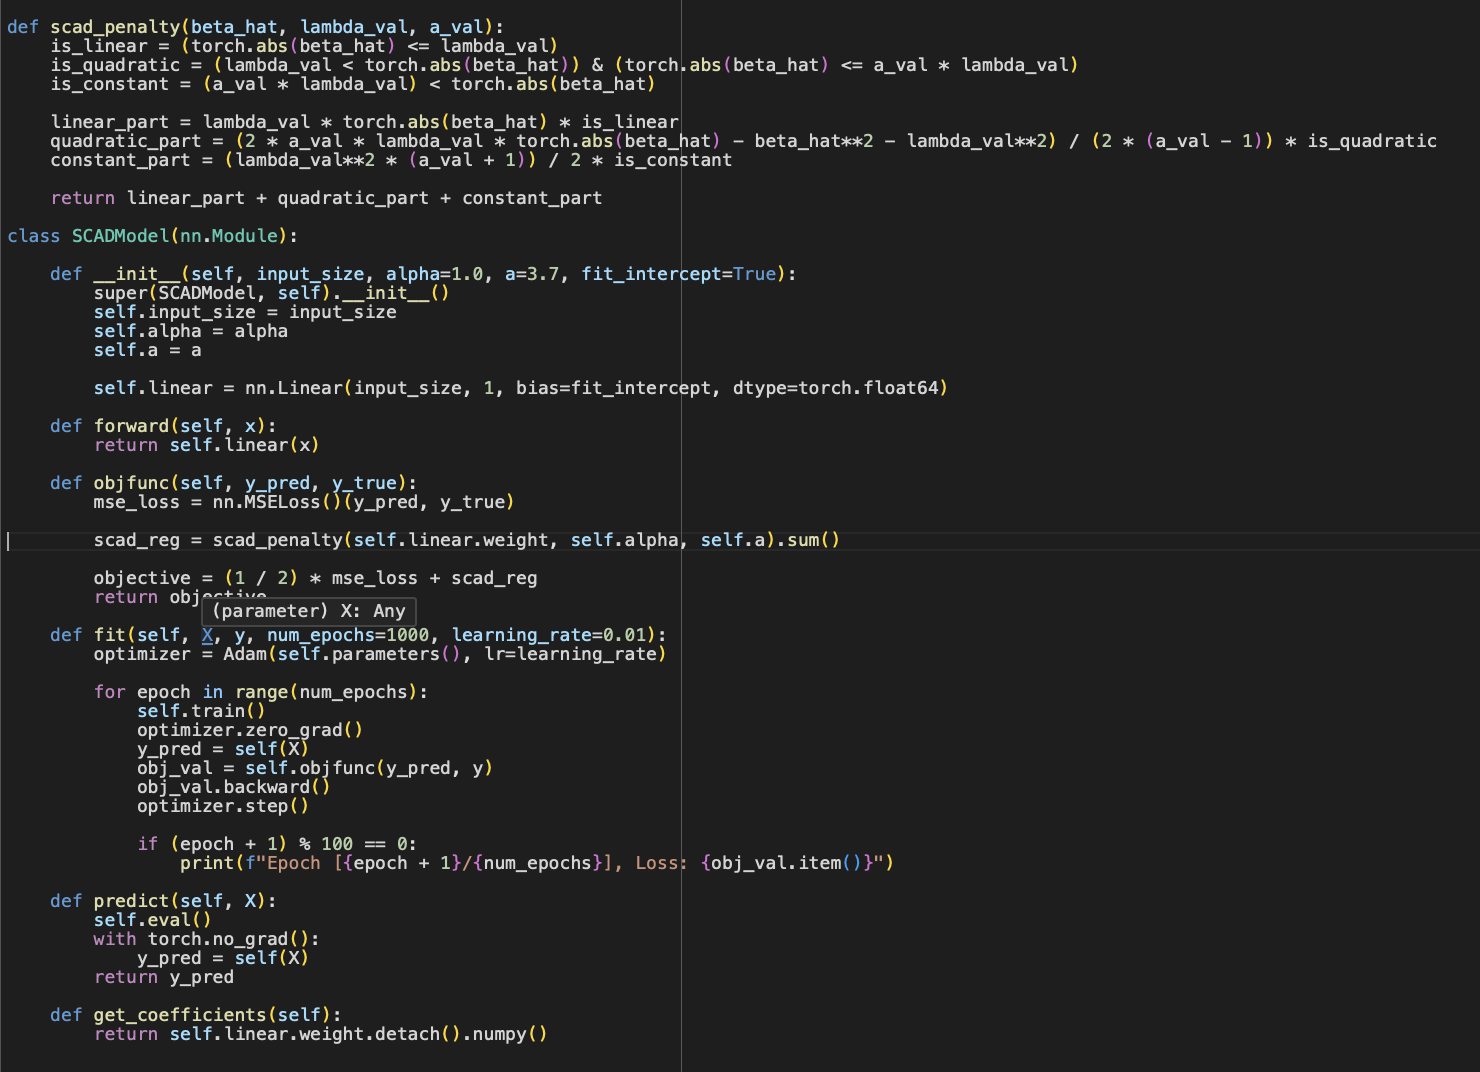 def scad_penalty(beta_hat, lambda_val, a_val):
    is_linear = (torch.abs(beta_hat) <= lambda_val)
    is_quadratic = (lambda_val < torch.abs(beta_hat)) & (torch.abs(beta_hat) <= a_val * lambda_val)
    is_constant = (a_val * lambda_val) < torch.abs(beta_hat)

    linear_part = lambda_val * torch.abs(beta_hat) * is_linear
    quadratic_part = (2 * a_val * lambda_val * torch.abs(beta_hat) - beta_hat**2 - lambda_val**2) / (2 * (a_val - 1)) * is_quadratic
    constant_part = (lambda_val**2 * (a_val + 1)) / 2 * is_constant

    return linear_part + quadratic_part + constant_part

class SCADModel(nn.Module):

    def __init__(self, input_size, alpha=1.0, a=3.7, fit_intercept=True):
        super(SCADModel, self).__init__()
        self.input_size = input_size
        self.alpha = alpha
        self.a = a

        self.linear = nn.Linear(input_size, 1, bias=fit_intercept, dtype=torch.float64)

    def forward(self, x):
        return self.linear(x)

    def objfunc(self, y_pred, y_true):
        mse_loss = nn.MSELoss()(y_pred, y_true)

        scad_reg = scad_penalty(self.linear.weight, self.alpha, self.a).sum()

        objective = (1 / 2) * mse_loss + scad_reg
        return objective
(parameter) X: Any
    def fit(self, X, y, num_epochs=1000, learning_rate=0.01):
        optimizer = Adam(self.parameters(), lr=learning_rate)

        for epoch in range(num_epochs):
            self.train()
            optimizer.zero_grad()
            y_pred = self(X)
            obj_val = self.objfunc(y_pred, y)
            obj_val.backward()
            optimizer.step()

            if (epoch + 1) % 100 == 0:
                print(f"Epoch [{epoch + 1}/{num_epochs}], Loss: {obj_val.item()}")

    def predict(self, X):
        self.eval()
        with torch.no_grad():
            y_pred = self(X)
        return y_pred

    def get_coefficients(self):
        return self.linear.weight.detach().numpy()